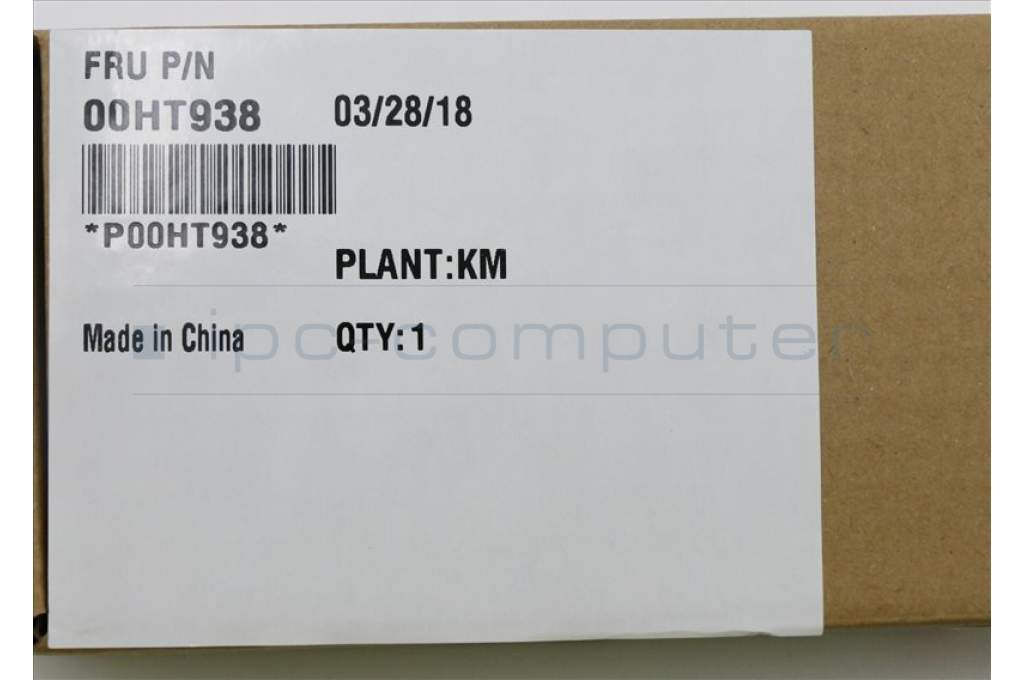 FRU P/N
00HT938 03/28/18
*P00HT938*
PLANT:KM
Made in China QTY: 1
ipc-computer